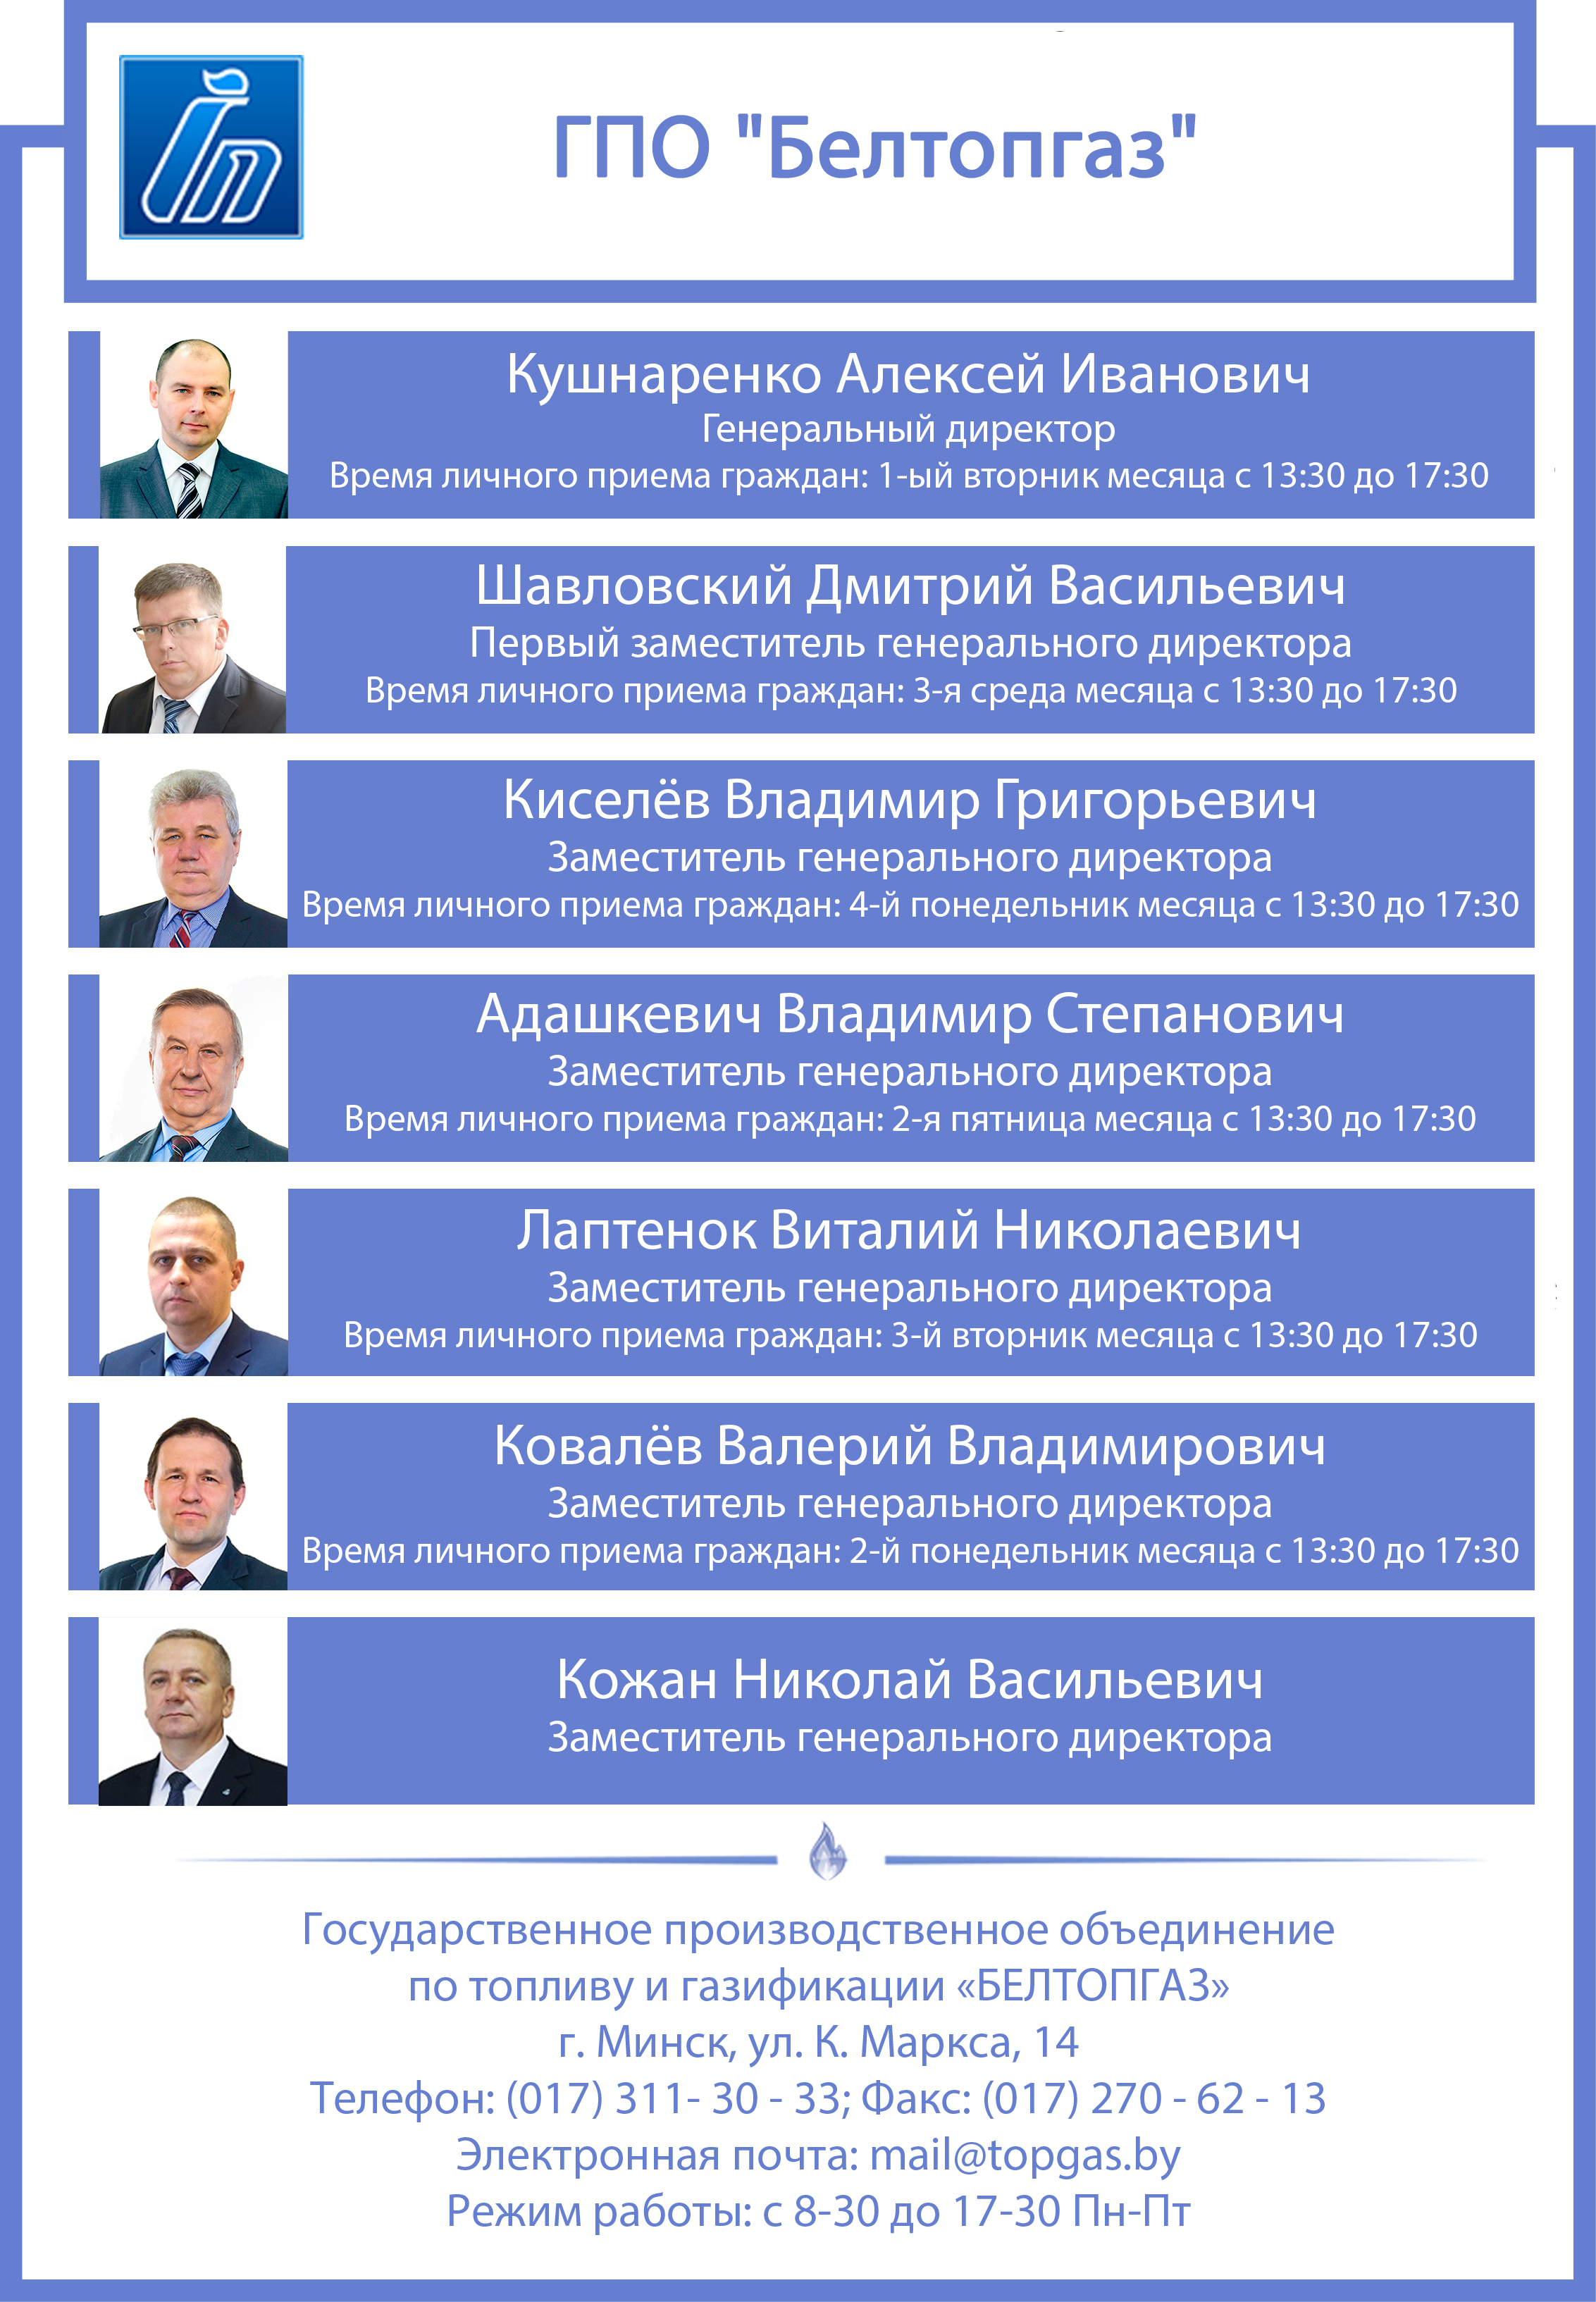 ГПО "Белтопгаз"
Кушнаренко Алексей Иванович
Генеральный директор
Время личного приема граждан: 1-ый вторник месяца с 13:30 до 17:30
Шавловский Дмитрий Васильевич
Первый заместитель генерального директора
Время личного приема граждан: 3-я среда месяца с 13:30 до 17:30
Киселёв Владимир Григорьевич
Заместитель генерального директора
Время личного приема граждан: 4-й понедельник месяца с 13:30 до 17:30
Адашкевич Владимир Степанович
Заместитель генерального директора
Время личного приема граждан: 2-я пятница месяца с 13:30 до 17:30
Лаптенок Виталий Николаевич
Заместитель генерального директора
Время личного приема граждан: 3-й вторник месяца с 13:30 до 17:30
Ковалёв Валерий Владимирович
Заместитель генерального директора
Время личного приема граждан: 2-й понедельник месяца с 13:30 до 17:30
Кожан Николай Васильевич
Заместитель генерального директора
Государственное производственное объединение
по топливу и газификации «БЕЛТОПГАЗ»
г. Минск, ул. К. Маркса, 14
Телефон: (017) 311- 30 - 33; Факс: (017) 270 - 62 - 13
Электронная почта: mail@topgas.by
Режим работы: с 8-30 до 17-30 Пн-Пт